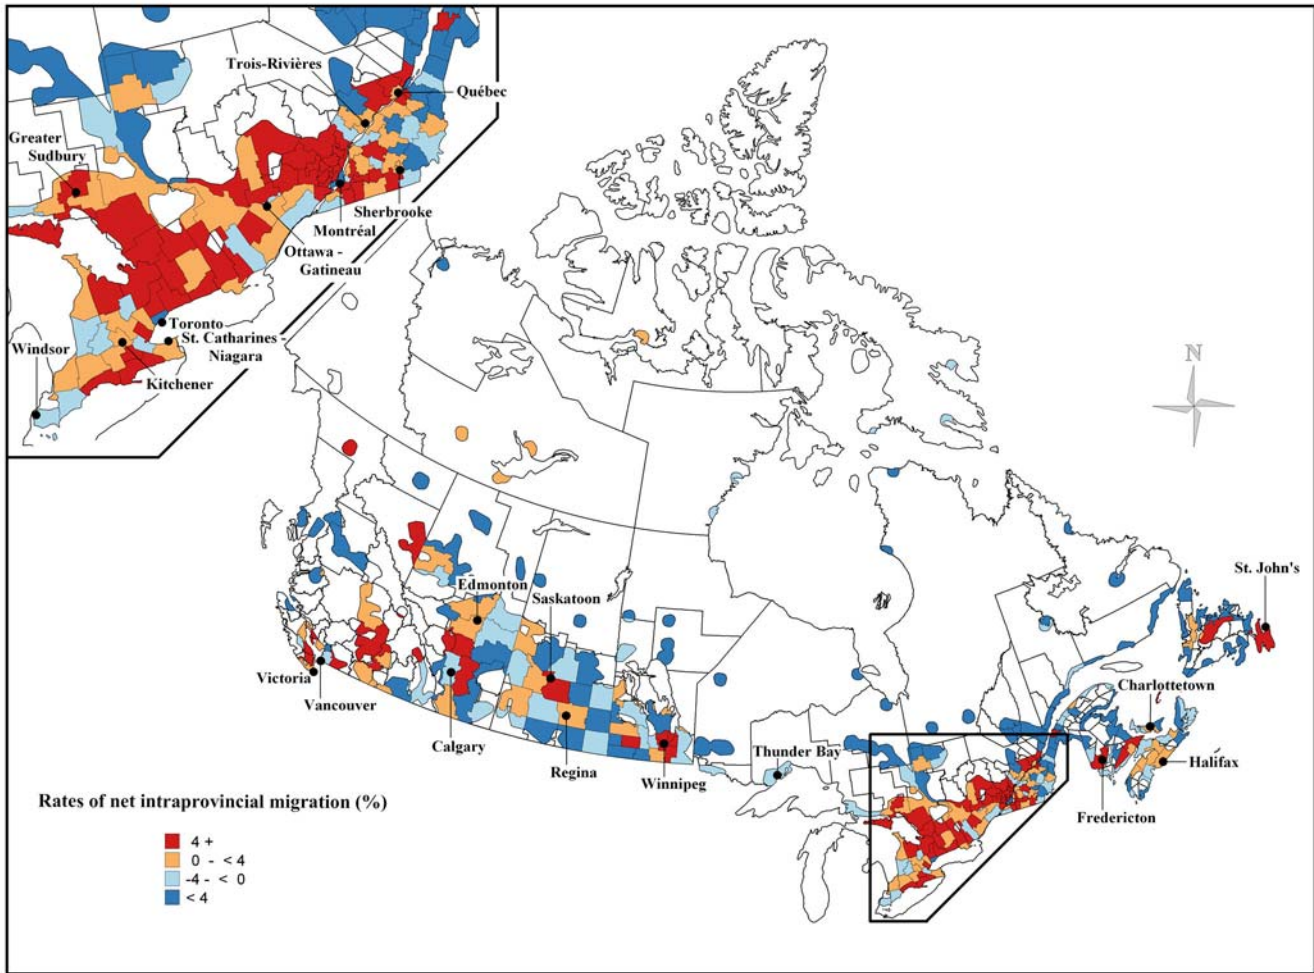 Trois-Rivières
Québec
Greater
Sudbury
Sherbrooke
Montréal
Ottawa -
Gatineau
Toronto
St. Catharines -
Niagara
Windsor
Kitchener
N
Edmonton
Saskatoon
St. John's
Victoria
Vancouver
Calgary
Regina
Winnipeg
Thunder Bay
Charlottetown
Halifax
Fredericton
Rates of net intraprovincial migration (%)
4 +
0 - < 4
-4 - < 0
< 4